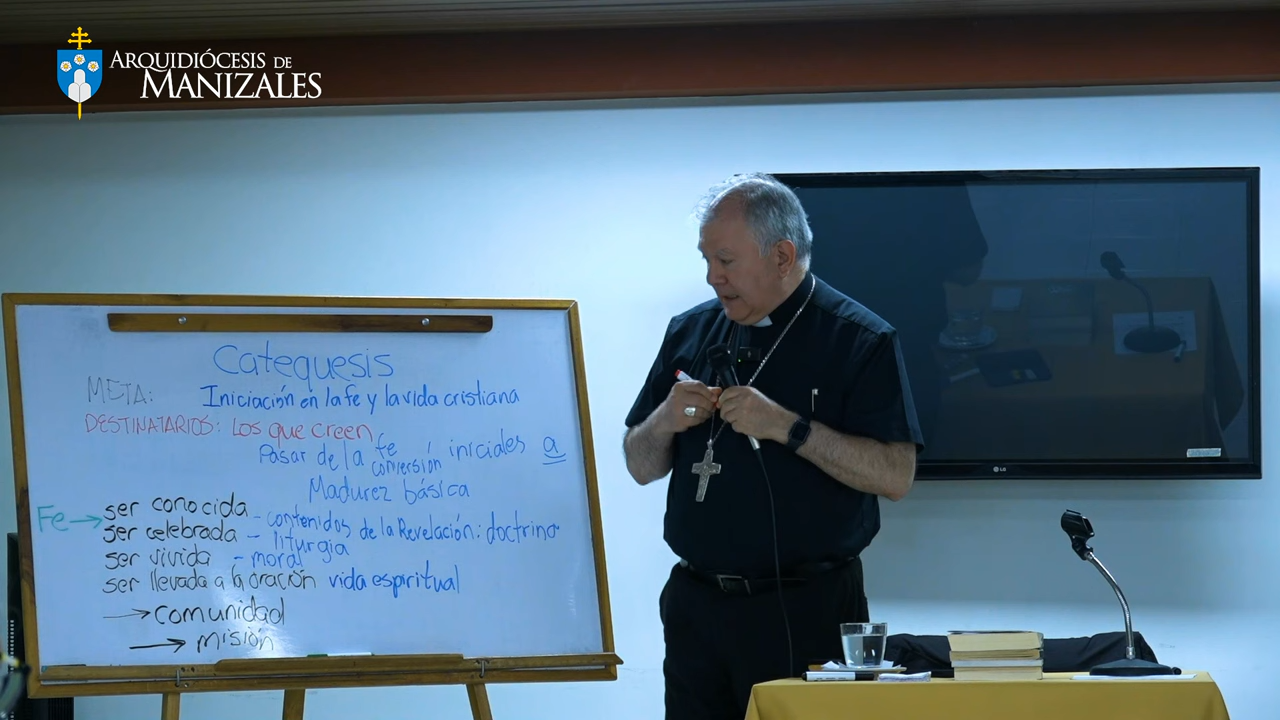 ARQUIDIÓCESIS DE
MANIZALES
Catequesis
META: Iniciación en la fe y la vida cristiana
DESTINATARIOS: Los que creen
Pasar de la fe y conversión iniciales a
Madurez básica
Fe → ser conocida - contenidos de la Revelación: doctrina
ser celebrada - liturgia
ser vivida - moral
ser llevada a la oración vida espiritual
→ comunidad
→ misión
LG